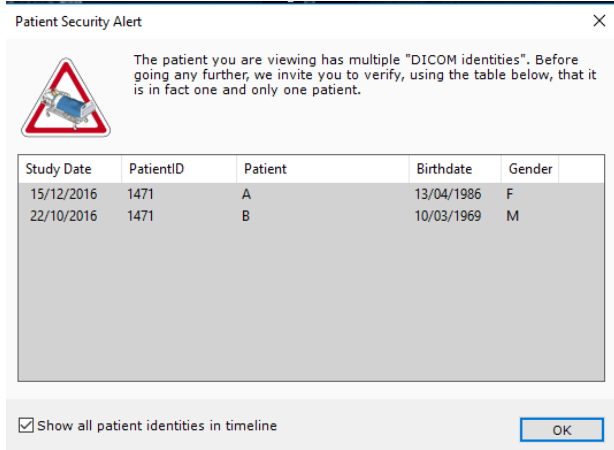 Patient Security Alert
The patient you are viewing has multiple "DICOM identities". Before
going any further, we invite you to verify, using the table below, that it
is in fact one and only one patient.
Study Date PatientID Patient Birthdate Gender
15/12/2016 1471 A 13/04/1986 F
22/10/2016 1471 B 10/03/1969 M
Show all patient identities in timeline
OK